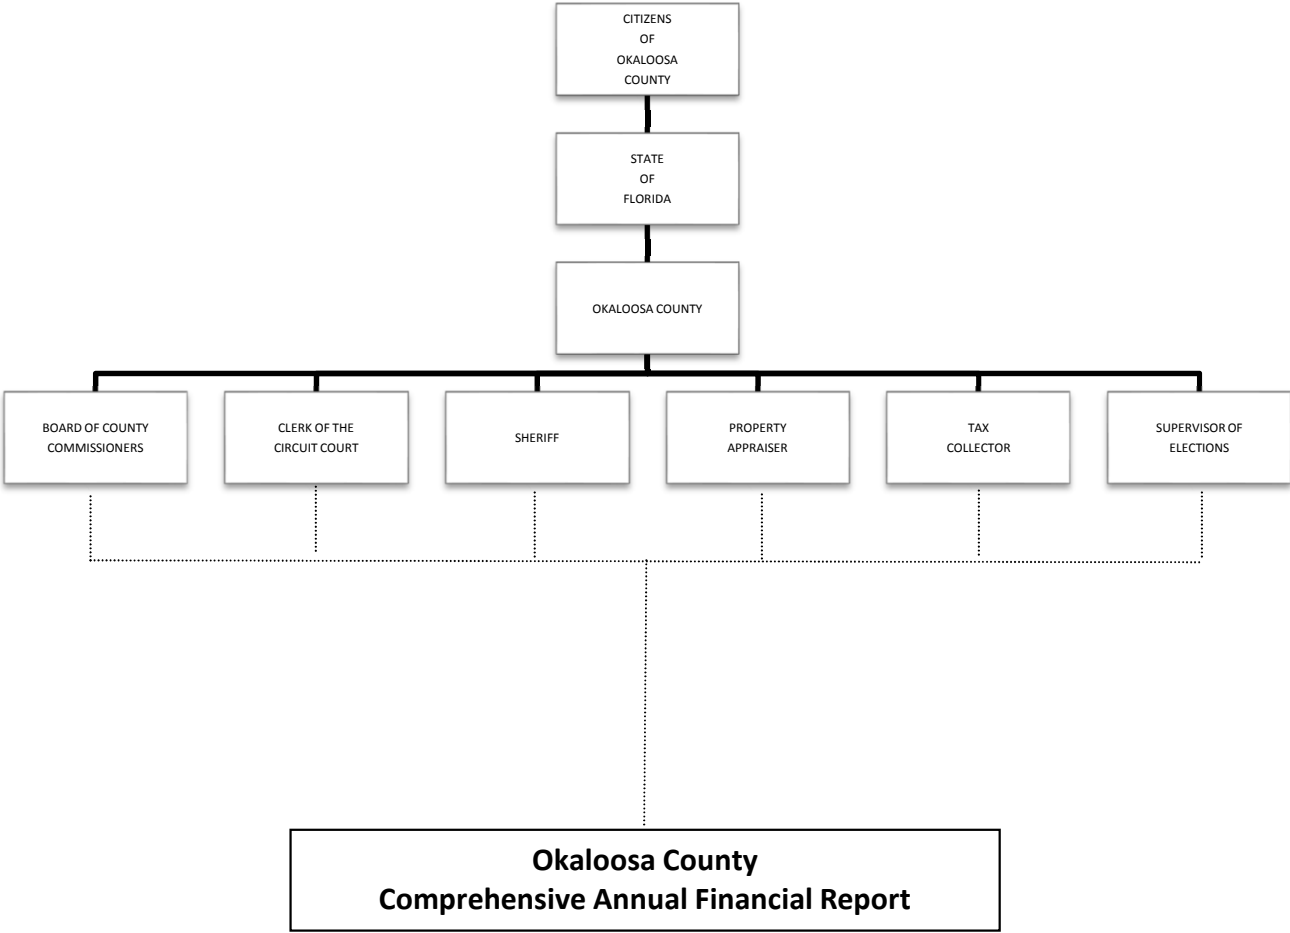 CITIZENS
OF
OKALOOSA
COUNTY
STATE
OF
FLORIDA
OKALOOSA COUNTY
BOARD OF COUNTY
COMMISSIONERS
CLERK OF THE
CIRCUIT COURT
SHERIFF
PROPERTY
APPRAISER
TAX
COLLECTOR
SUPERVISOR OF
ELECTIONS
Okaloosa County
Comprehensive Annual Financial Report